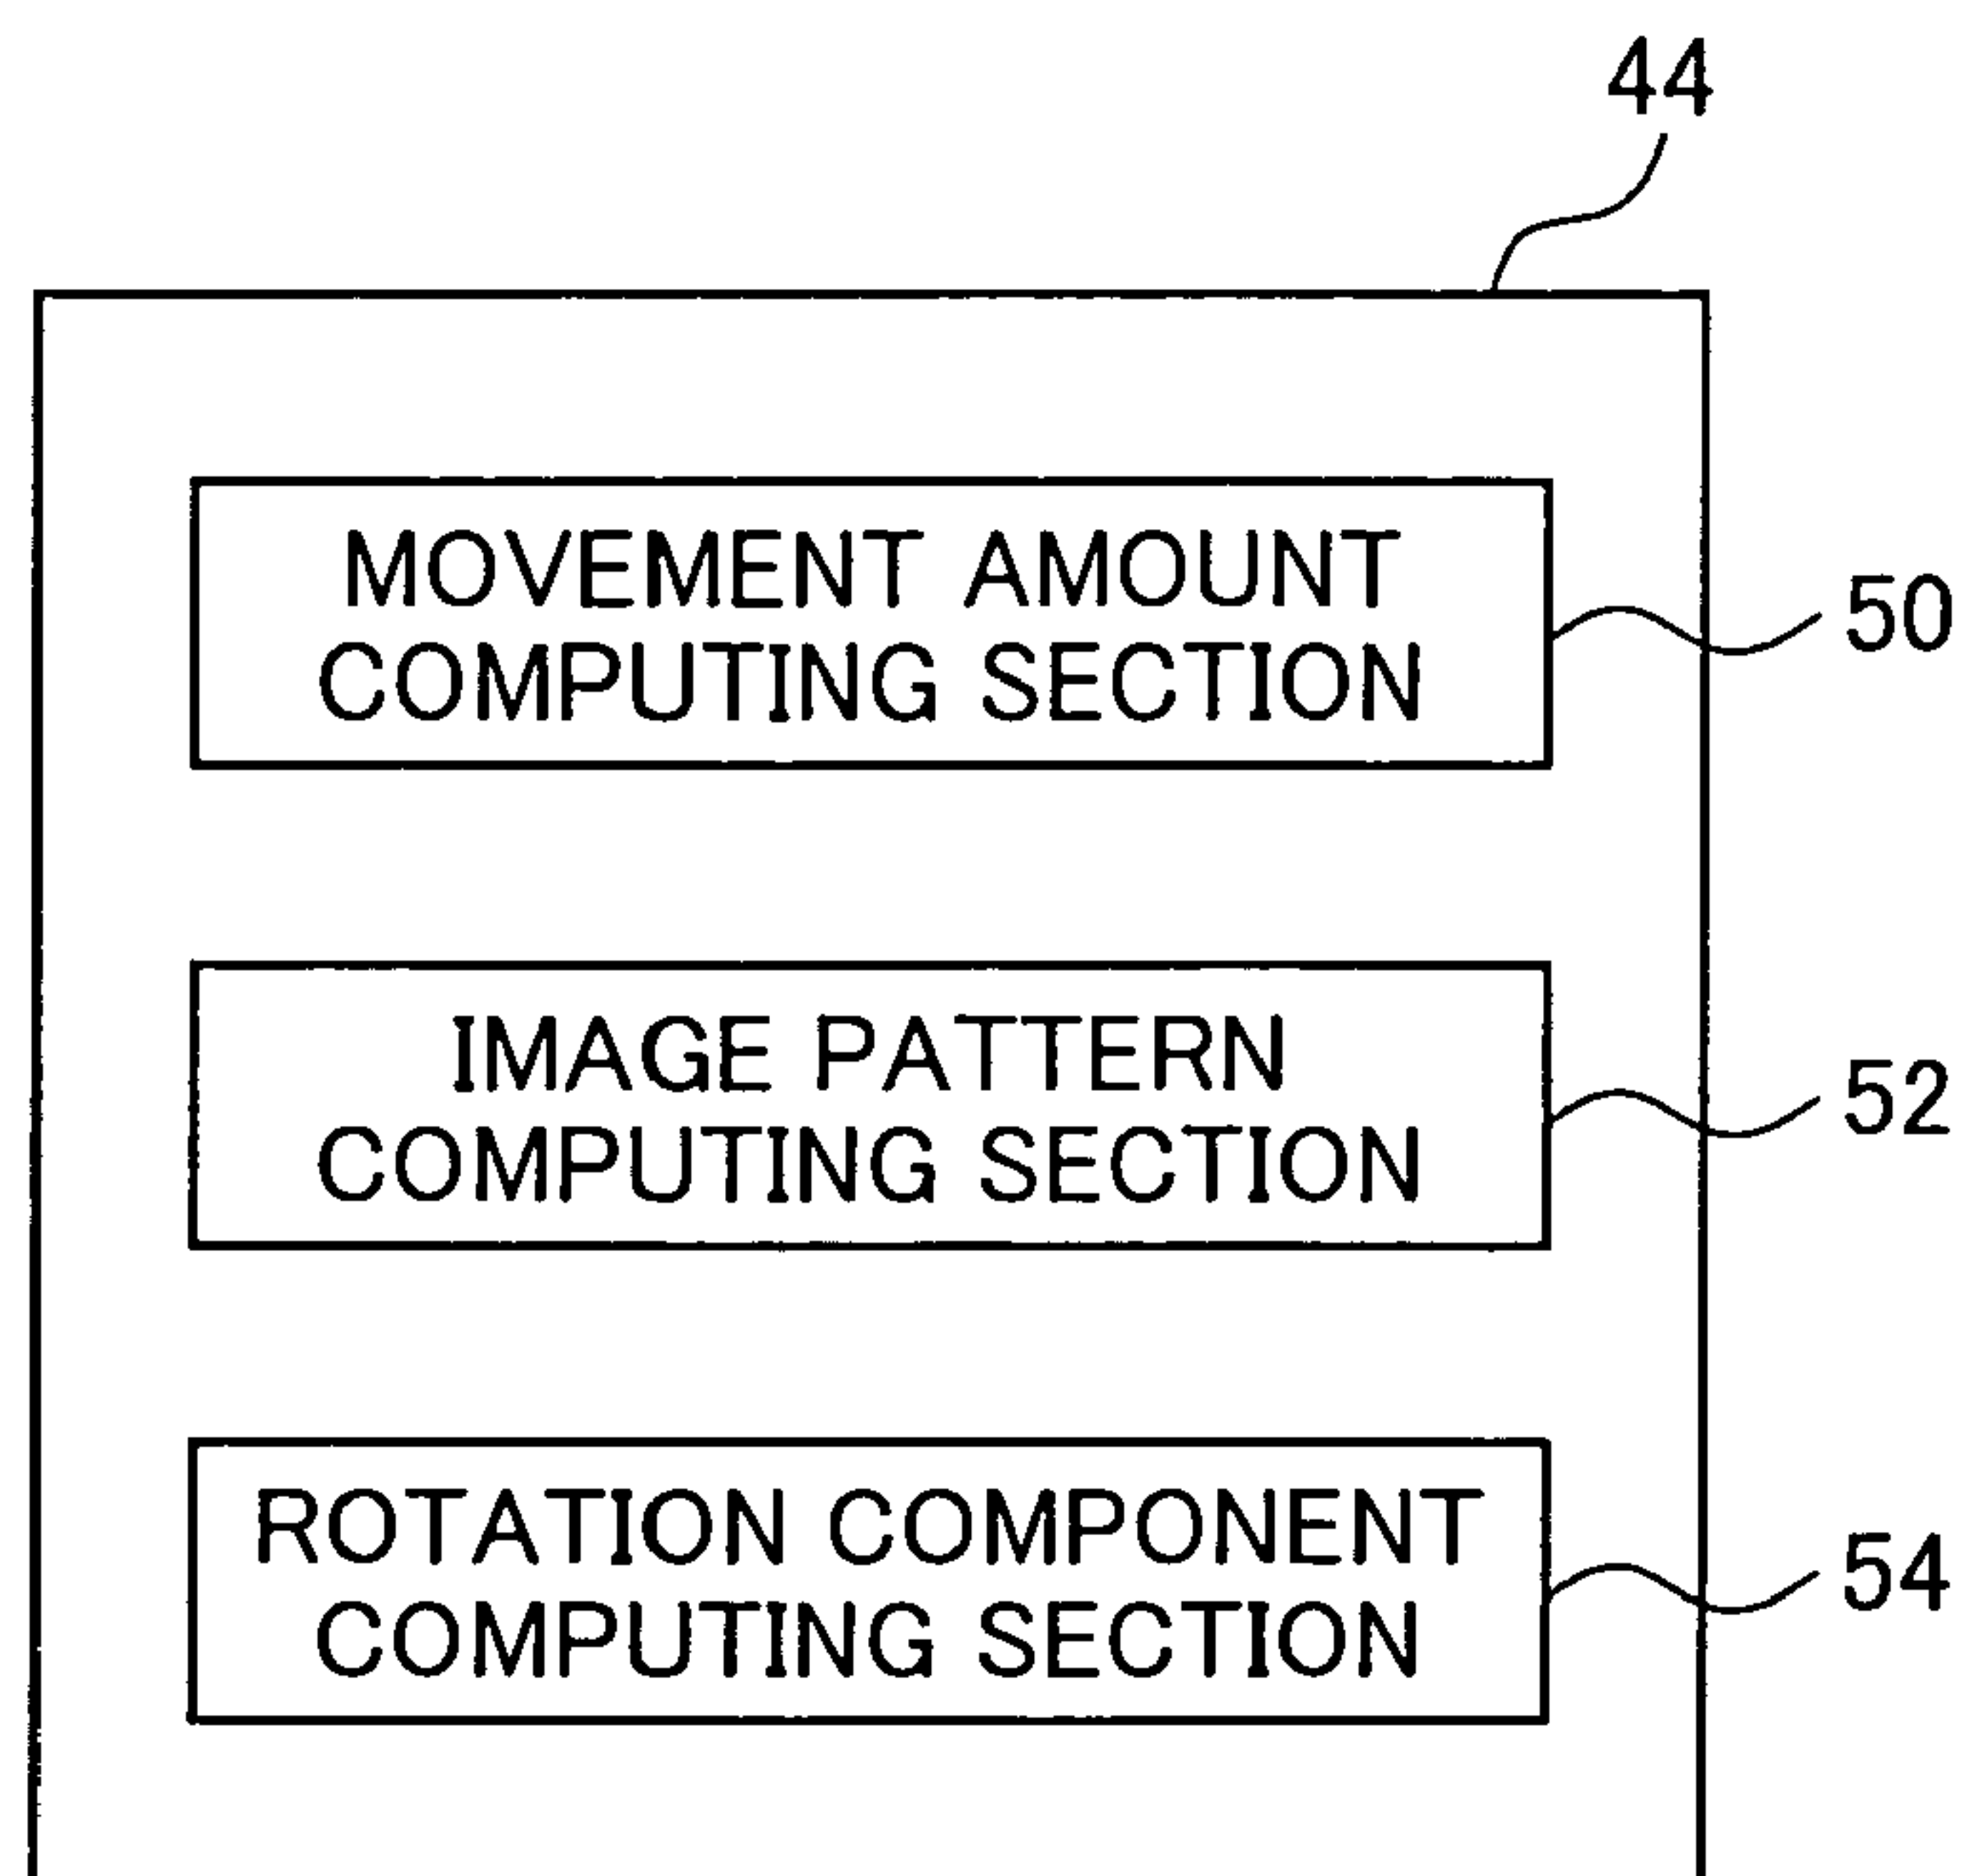 44
MOVEMENT AMOUNT
COMPUTING SECTION
50
IMAGE PATTERN
COMPUTING SECTION
52
ROTATION COMPONENT
COMPUTING SECTION
54